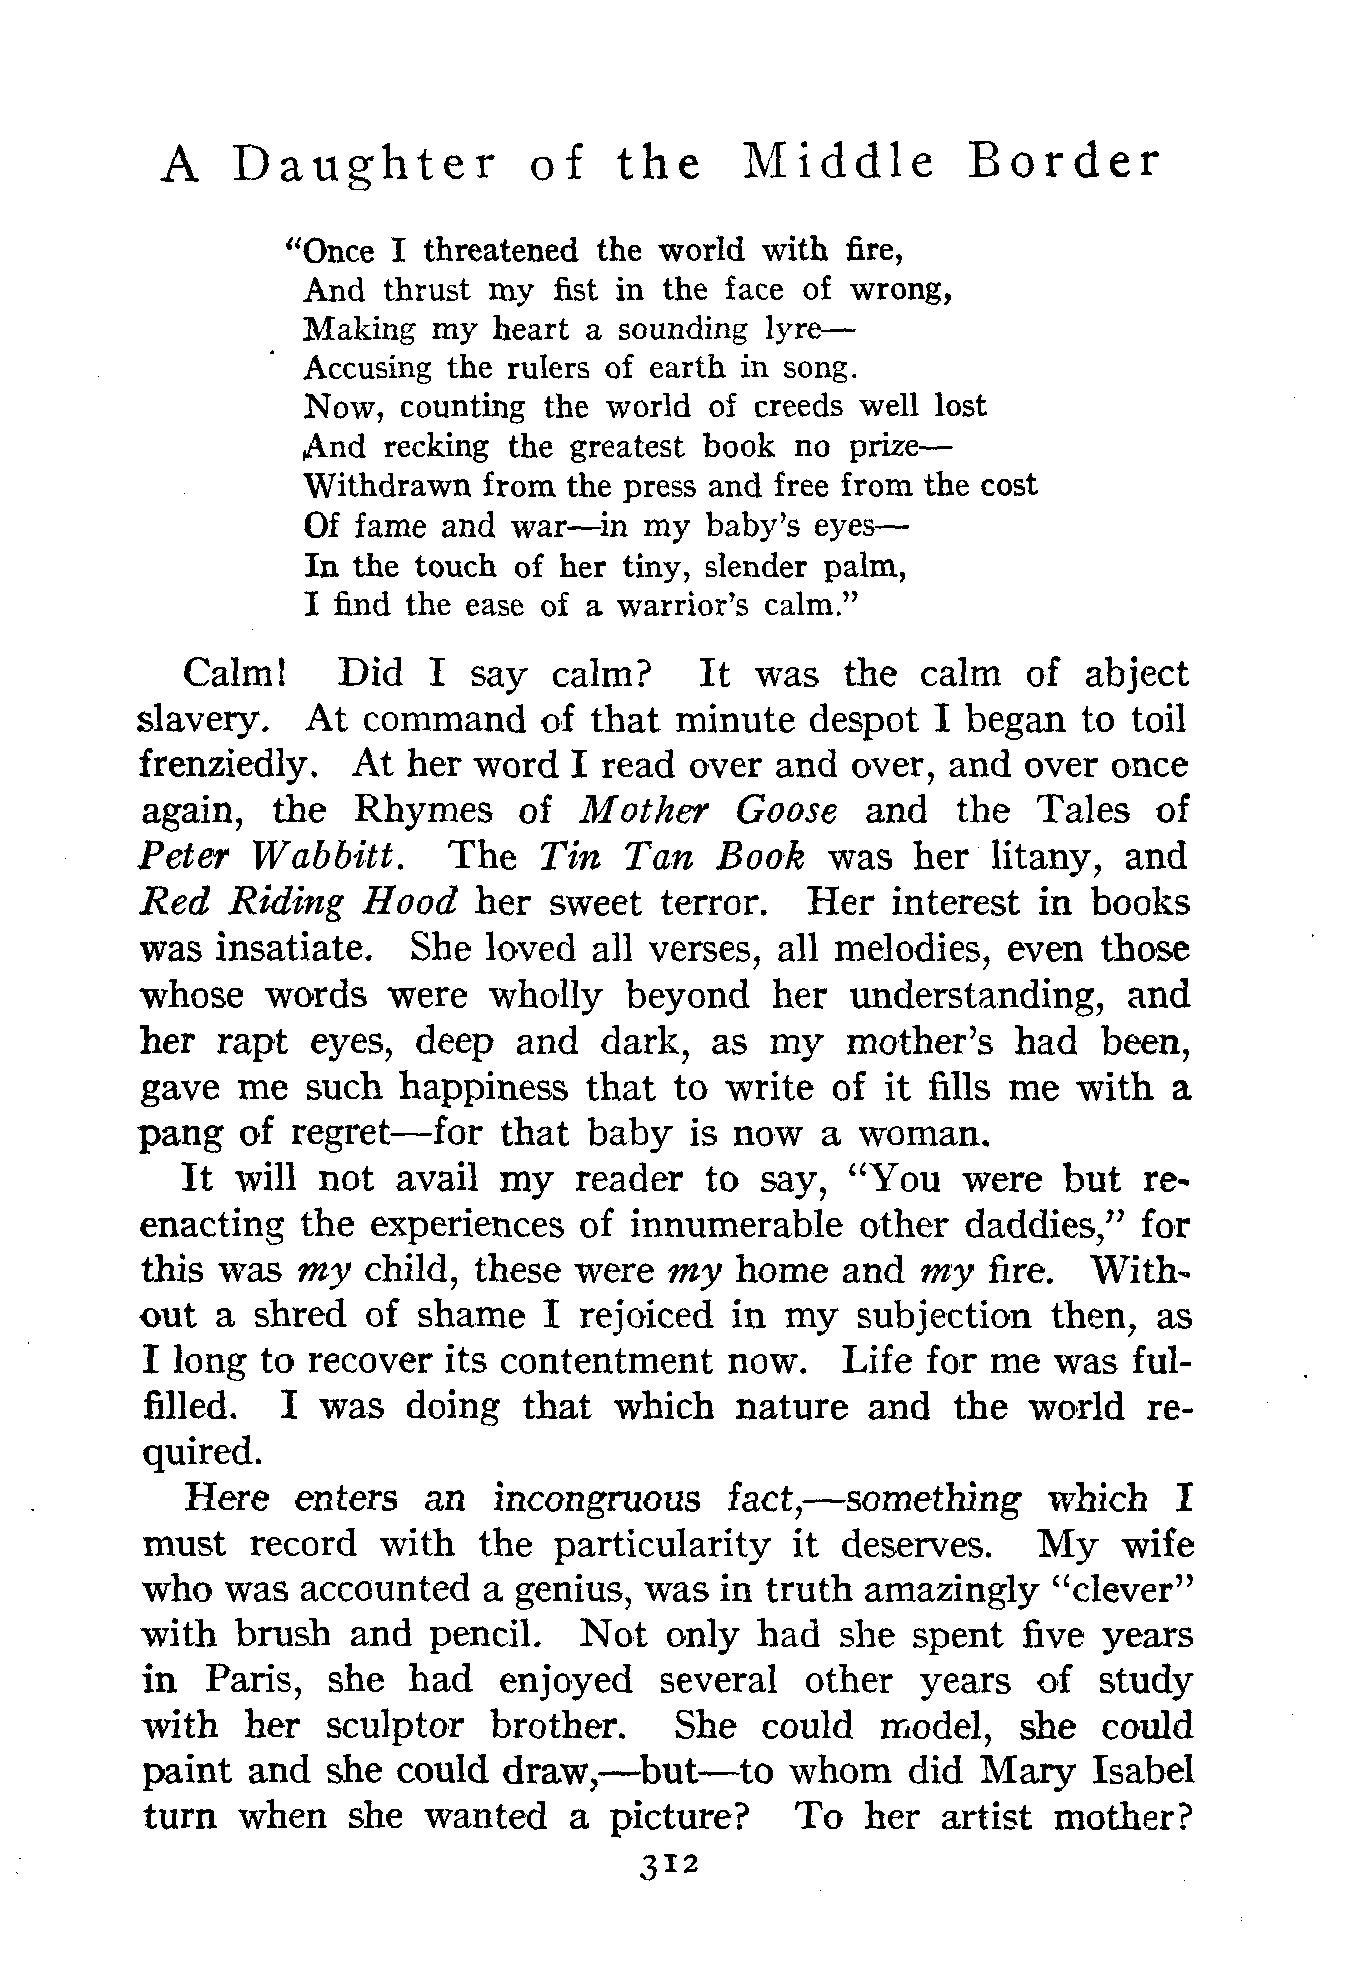 A Daughter of the Middle Border
"Once I threatened the world with fire,
And thrust my fist in the face of wrong,
Making my heart a sounding lyre—
Accusing the rulers of earth in song.
Now, counting the world of creeds well lost
And recking the greatest book no prize—
Withdrawn from the press and free from the cost
Of fame and war—in my baby's eyes—
In the touch of her tiny, slender palm,
I find the ease of a warrior's calm."
Calm! Did I say calm? It was the calm of abject
slavery. At command of that minute despot I began to toil
frenziedly. At her word I read over and over, and over once
again, the Rhymes of Mother Goose and the Tales of
Peter Wabbitt. The Tin Tan Book was her litany, and
Red Riding Hood her sweet terror. Her interest in books
was insatiate. She loved all verses, all melodies, even those
whose words were wholly beyond her understanding, and
her rapt eyes, deep and dark, as my mother's had been,
gave me such happiness that to write of it fills me with a
pang of regret—for that baby is now a woman.
It will not avail my reader to say, "You were but re-
enacting the experiences of innumerable other daddies," for
this was my child, these were my home and my fire. With-
out a shred of shame I rejoiced in my subjection then, as
I long to recover its contentment now. Life for me was ful-
filled. I was doing that which nature and the world re-
quired.
Here enters an incongruous fact,—something which I
must record with the particularity it deserves. My wife
who was accounted a genius, was in truth amazingly "clever"
with brush and pencil. Not only had she spent five years
in Paris, she had enjoyed several other years of study
with her sculptor brother. She could model, she could
paint and she could draw,—but—to whom did Mary Isabel
turn when she wanted a picture? To her artist mother?
312